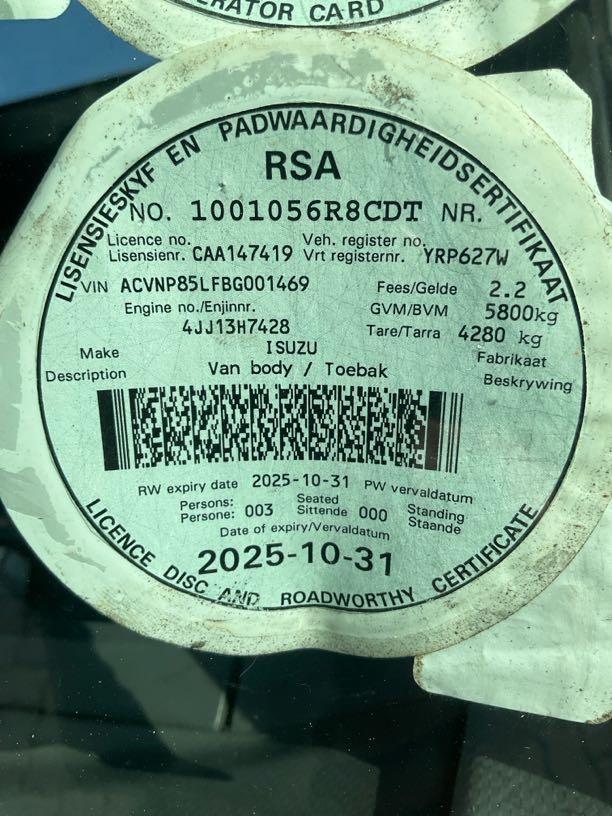 ERATOR CARD
LISENSIESKYF EN PADWAARDIGHEIDSERTIFIKAAT
RSA
NO. 1001056R8CDT NR.
Licence no. Veh. register no.
Lisensienr. CAA147419 Vrt registernr. YRP627W
VIN ACVNP85LFBG001469 Fees/Gelde 2.2
Engine no./Enjinnr. GVM/BVM 5800kg
4JJ13H7428 Tare/Tarra 4280 kg
Make ISUZU Fabrikaat
Description Van body / Toebak Beskrywing
RW expiry date 2025-10-31 PW vervaldatum
Persons: Seated Standing
Persone: 003 Sittende 000 Staande
Date of expiry/Vervaldatum
2025-10-31
LICENCE DISC AND ROADWORTHY CERTIFICATE